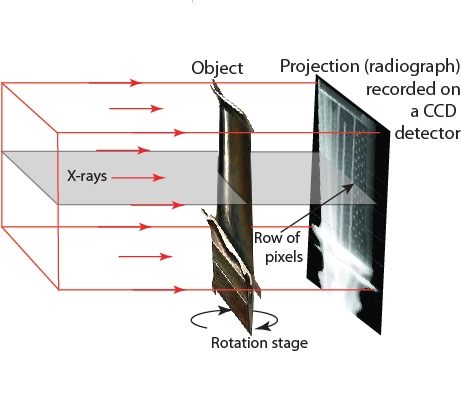 Object
Projection (radiograph)
recorded on
a CCD
detector
X-rays
Row of
pixels
Rotation stage